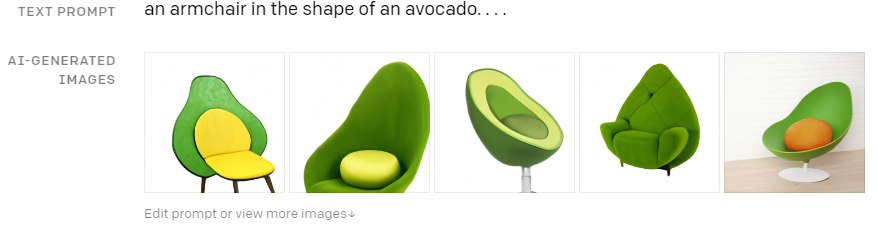 TEXT PROMPT
an armchair in the shape of an avocado. . . .
AI-GENERATED
IMAGES
Edit prompt or view more images↓